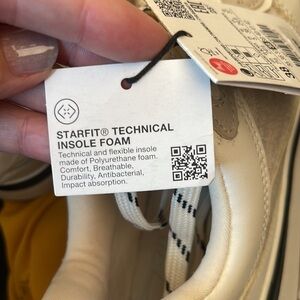 STARFIT® TECHNICAL
INSOLE FOAM
Technical and flexible insole
made of Polyurethane foam.
Comfort, Breathable,
Durability, Antibacterial,
Impact absorption.